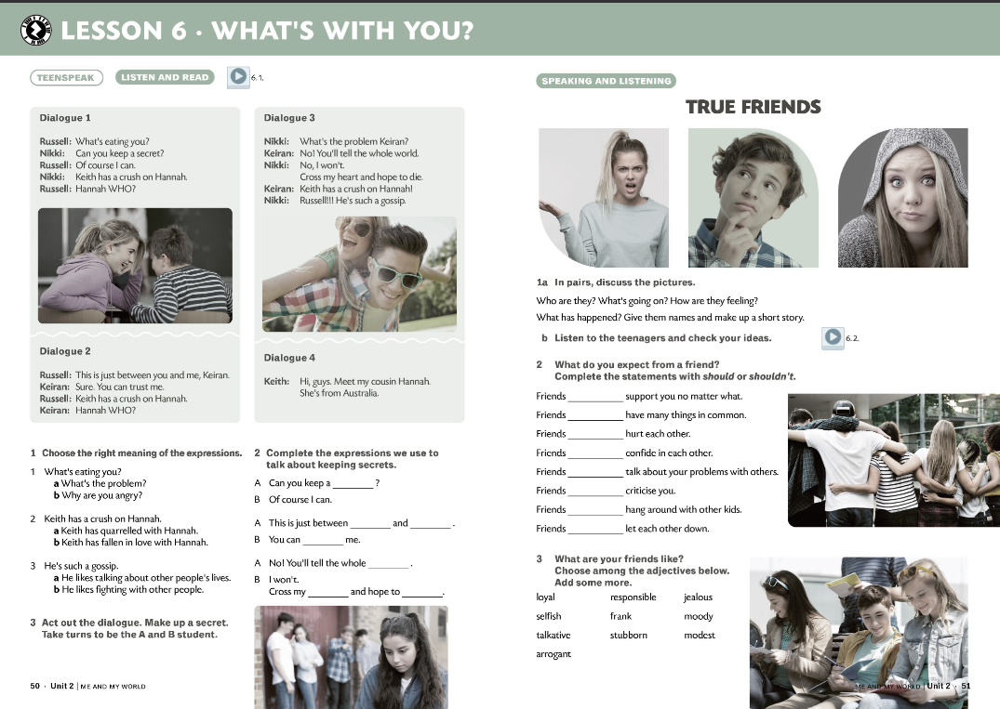 LESSON 6 · WHAT'S WITH YOU?
TEENSPEAK
LISTEN AND READ
6.1.
Dialogue 1
Russell: What's eating you?
Nikki: Can you keep a secret?
Russell: Of course I can.
Nikki: Keith has a crush on Hannah.
Russell: Hannah WHO?
Dialogue 2
Russell: This is just between you and me, Keiran.
Keiran: Sure. You can trust me.
Russell: Keith has a crush on Hannah.
Keiran: Hannah WHO?
Dialogue 3
Nikki: What's the problem Keiran?
Keiran: No! You'll tell the whole world.
Nikki: No, I won't.
Cross my heart and hope to die.
Keiran: Keith has a crush on Hannah!
Nikki: Russell!!! He's such a gossip.
Dialogue 4
Keith: Hi, guys. Meet my cousin Hannah.
She's from Australia.
1 Choose the right meaning of the expressions.
1 What's eating you?
a What's the problem?
b Why are you angry?
2 Keith has a crush on Hannah.
a Keith has quarrelled with Hannah.
b Keith has fallen in love with Hannah.
3 He's such a gossip.
a He likes talking about other people's lives.
b He likes fighting with other people.
3 Act out the dialogue. Make up a secret.
Take turns to be the A and B student.
2 Complete the expressions we use to
talk about keeping secrets.
A Can you keep a ________ ?
B Of course I can.
A This is just between ________ and ________ .
B You can ________ me.
A No! You'll tell the whole ________ .
B I won't.
Cross my ________ and hope to ________.
50 · Unit 2 | ME AND MY WORLD
SPEAKING AND LISTENING
TRUE FRIENDS
1a In pairs, discuss the pictures.
Who are they? What's going on? How are they feeling?
What has happened? Give them names and make up a short story.
b Listen to the teenagers and check your ideas.
6.2.
2 What do you expect from a friend?
Complete the statements with should or shouldn't.
Friends ___________ support you no matter what.
Friends ___________ have many things in common.
Friends ___________ hurt each other.
Friends ___________ confide in each other.
Friends ___________ talk about your problems with others.
Friends ___________ criticise you.
Friends ___________ hang around with other kids.
Friends ___________ let each other down.
3 What are your friends like?
Choose among the adjectives below.
Add some more.
loyal responsible jealous
selfish frank moody
talkative stubborn modest
arrogant
ME AND MY WORLD | Unit 2 · 51